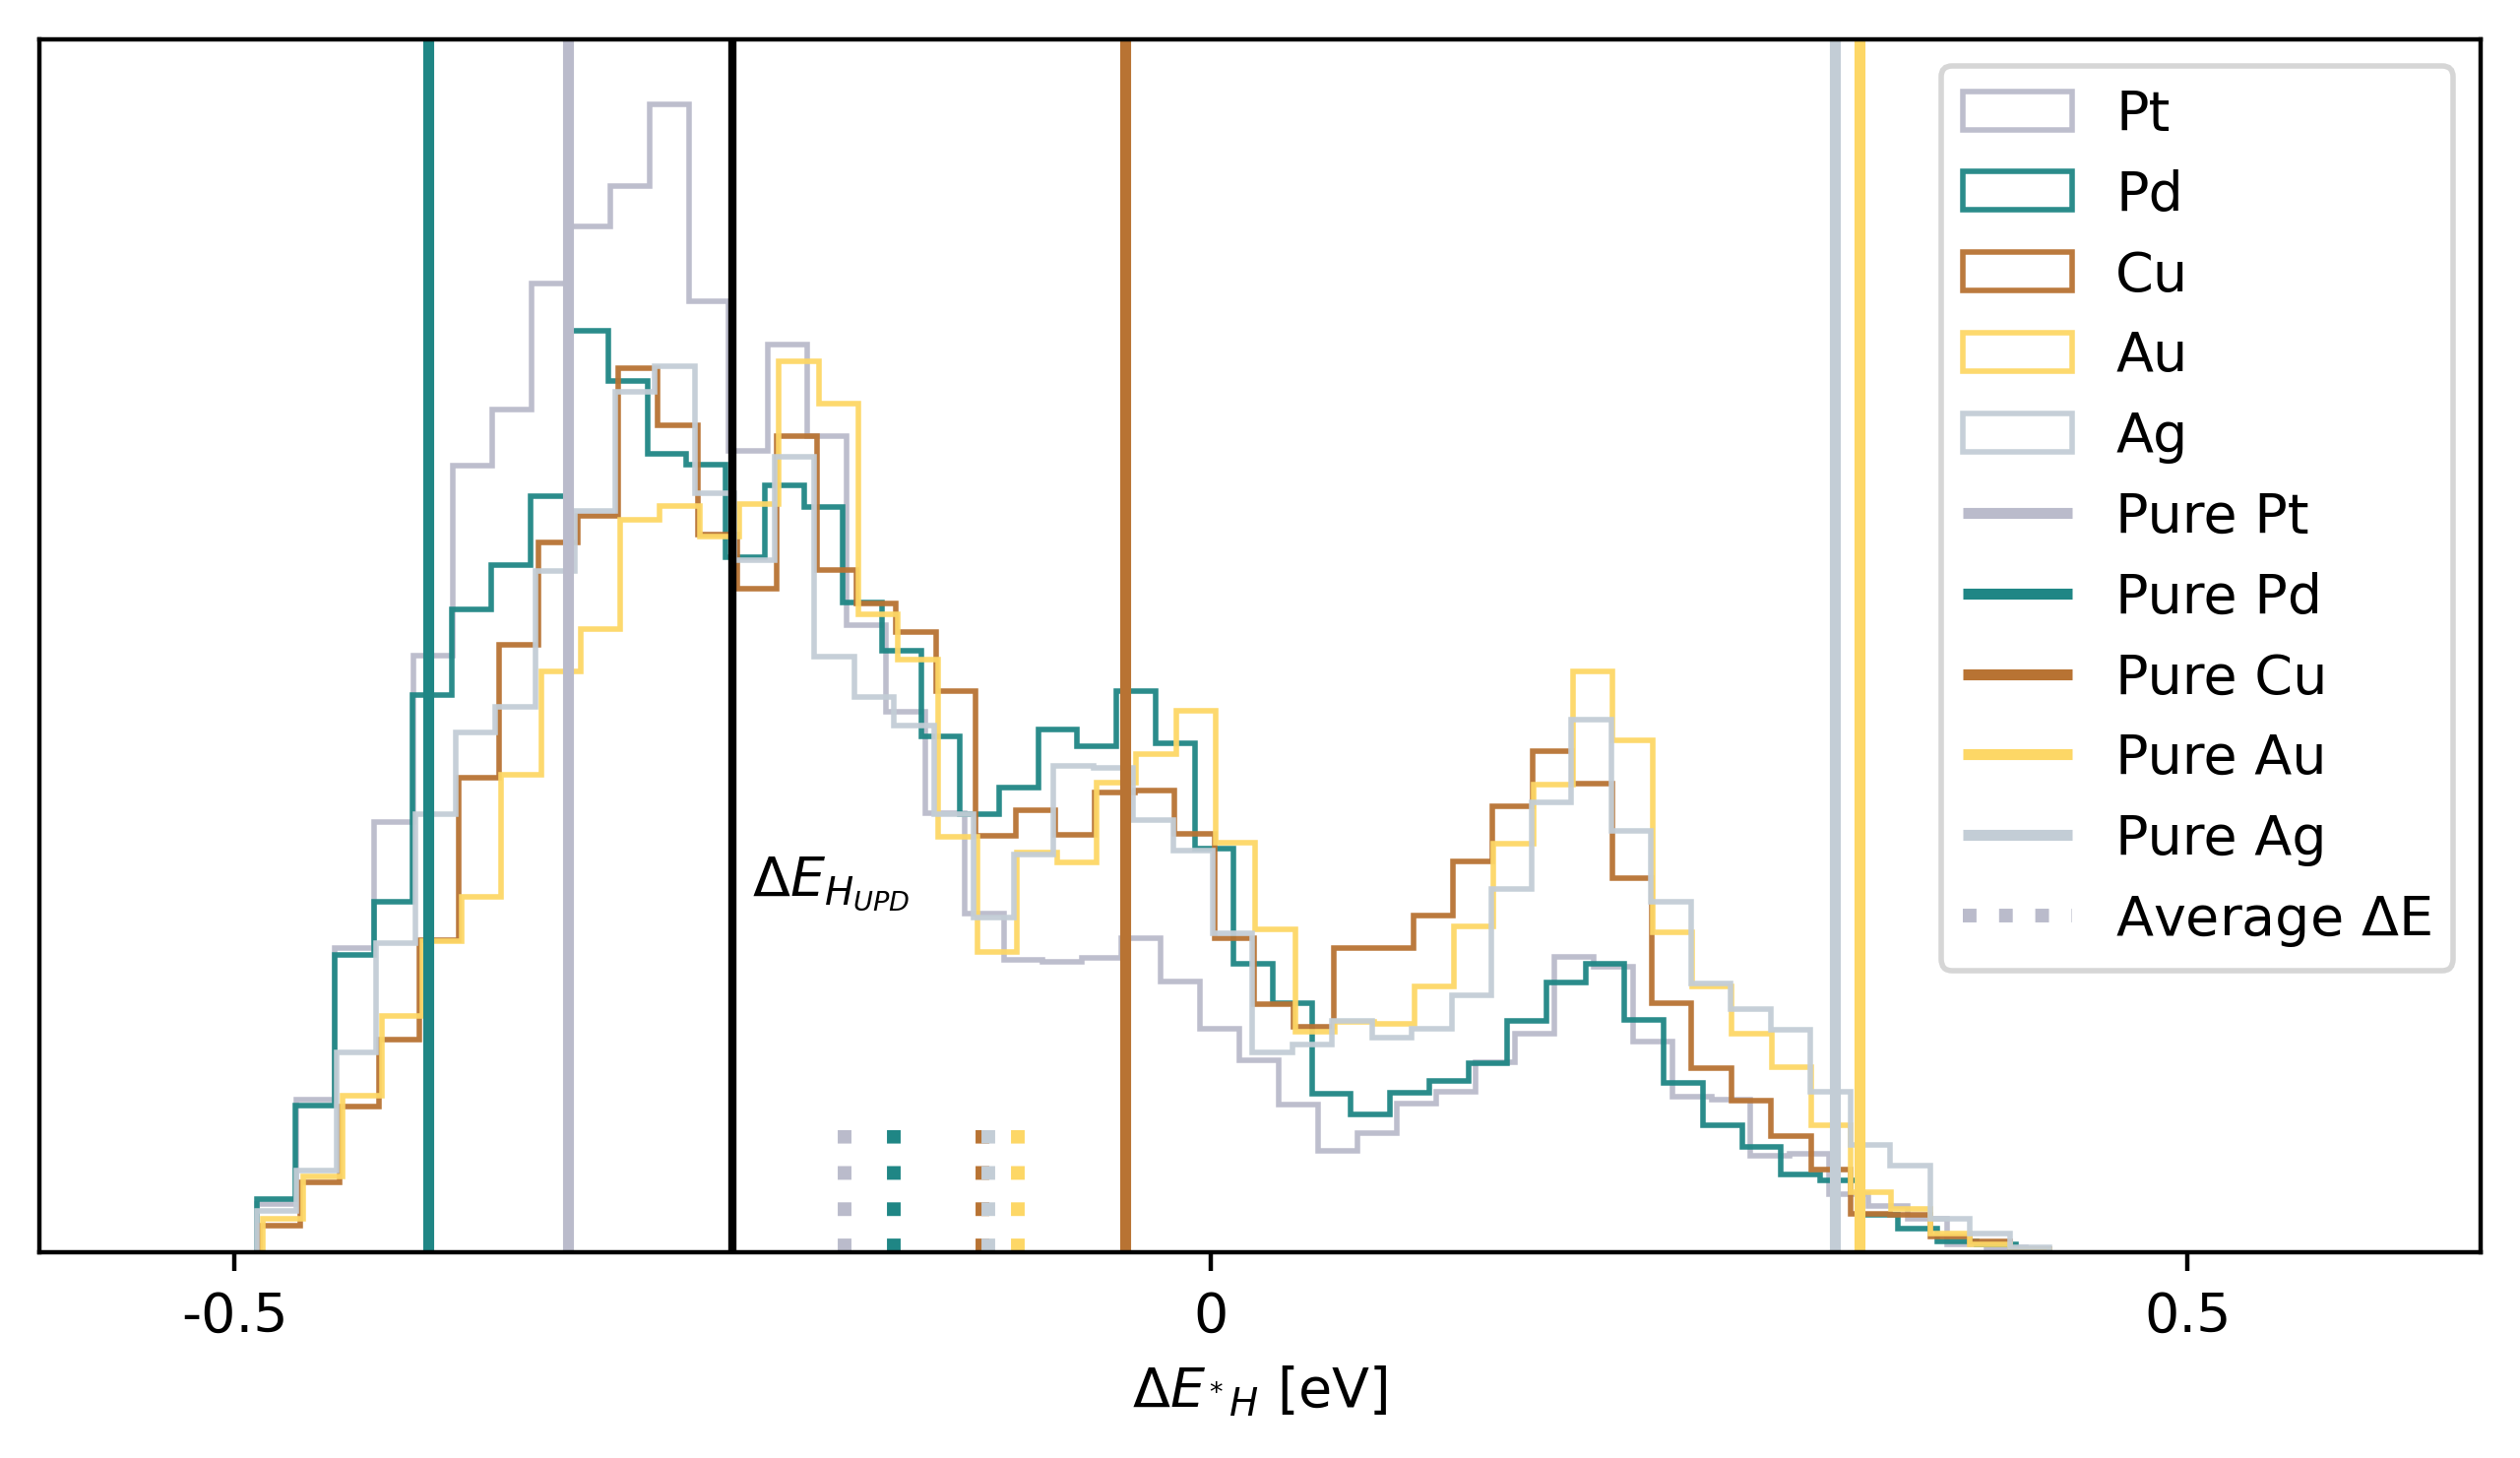 Pt
Pd
Cu
Au
Ag
Pure Pt
Pure Pd
Pure Cu
Pure Au
Pure Ag
Average ΔE
ΔE_{H_{UPD}}
-0.5 0 0.5
ΔE_{*H} [eV]